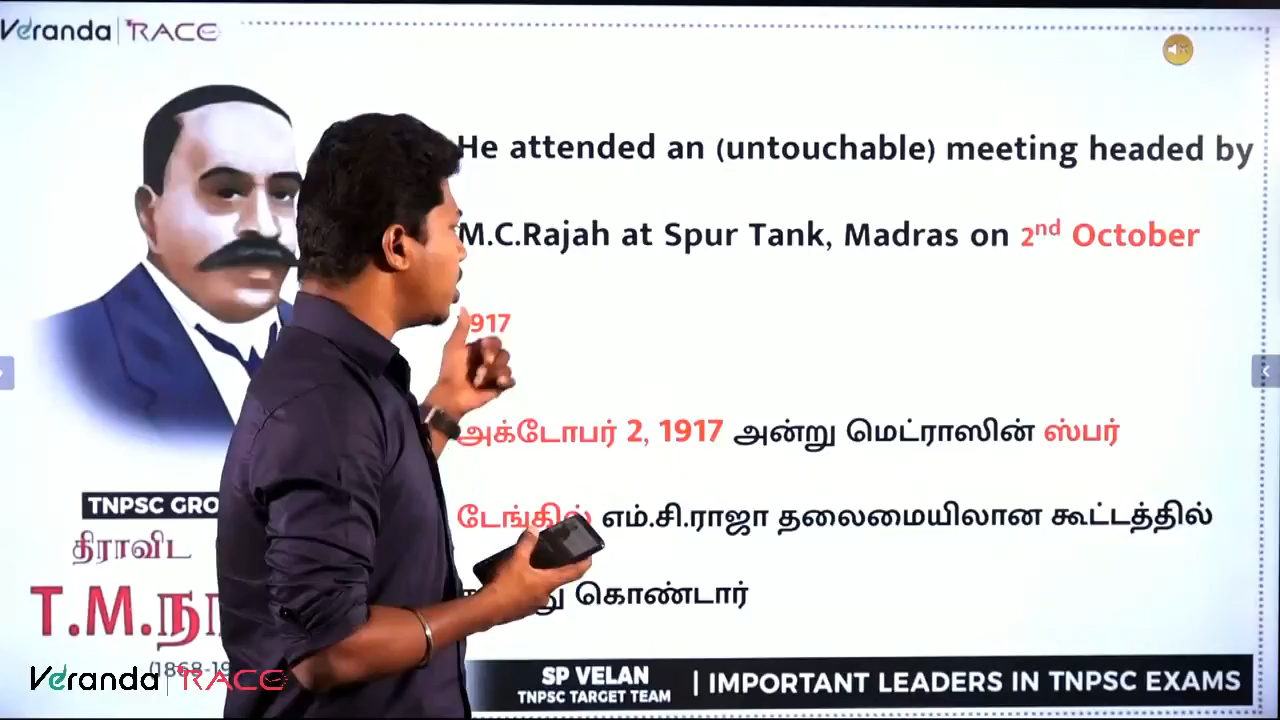 Veranda RACE
He attended an (untouchable) meeting headed by
M.C.Rajah at Spur Tank, Madras on 2nd October
917
அக்டோபர் 2, 1917 அன்று மெட்ராஸின் ஸ்பர்
டேங்கில் எம்.சி.ராஜா தலைமையிலான கூட்டத்தில்
கொண்டார்
TNPSC GRO
திராவிட
T.M.நா
(1868-19
Veranda RACE
SP VELAN
TNPSC TARGET TEAM
| IMPORTANT LEADERS IN TNPSC EXAMS